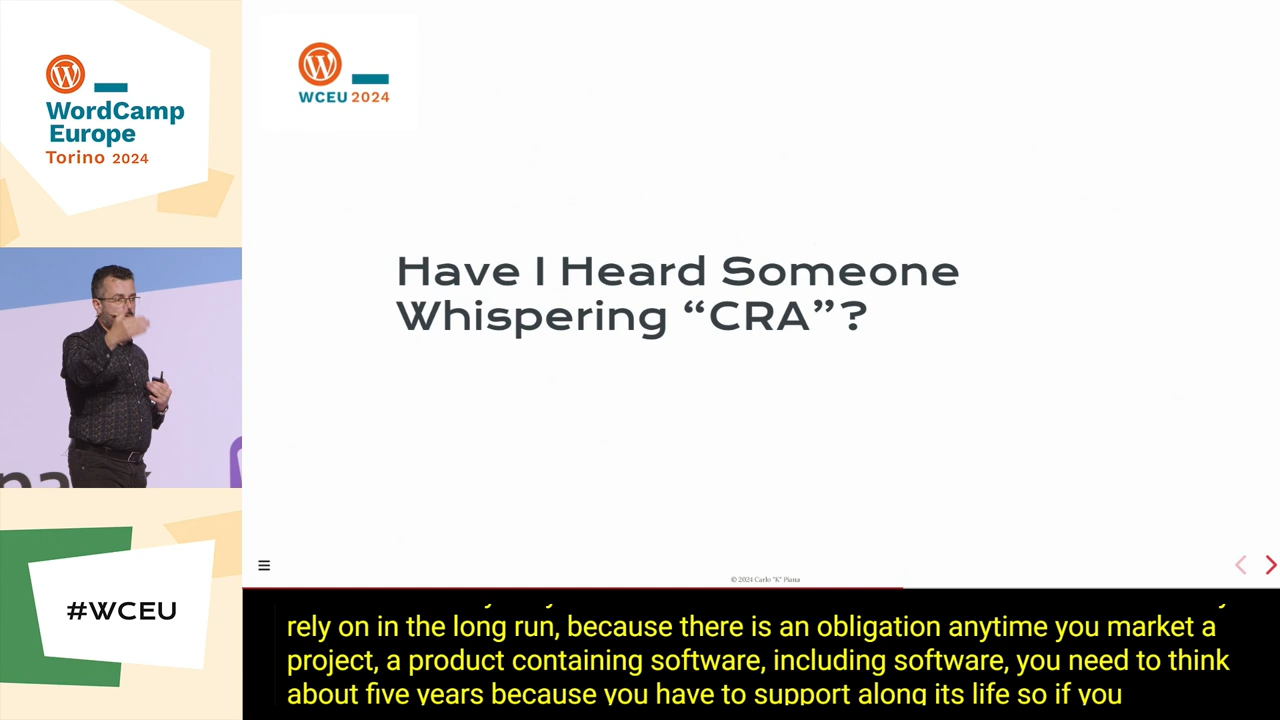 WordCamp
Europe
Torino 2024
WCEU 2024
Have I Heard Someone
Whispering “CRA”?
© 2024 Carlo "K" Piana
#WCEU
rely on in the long run, because there is an obligation anytime you market a
project, a product containing software, including software, you need to think
about five years because you have to support along its life so if you